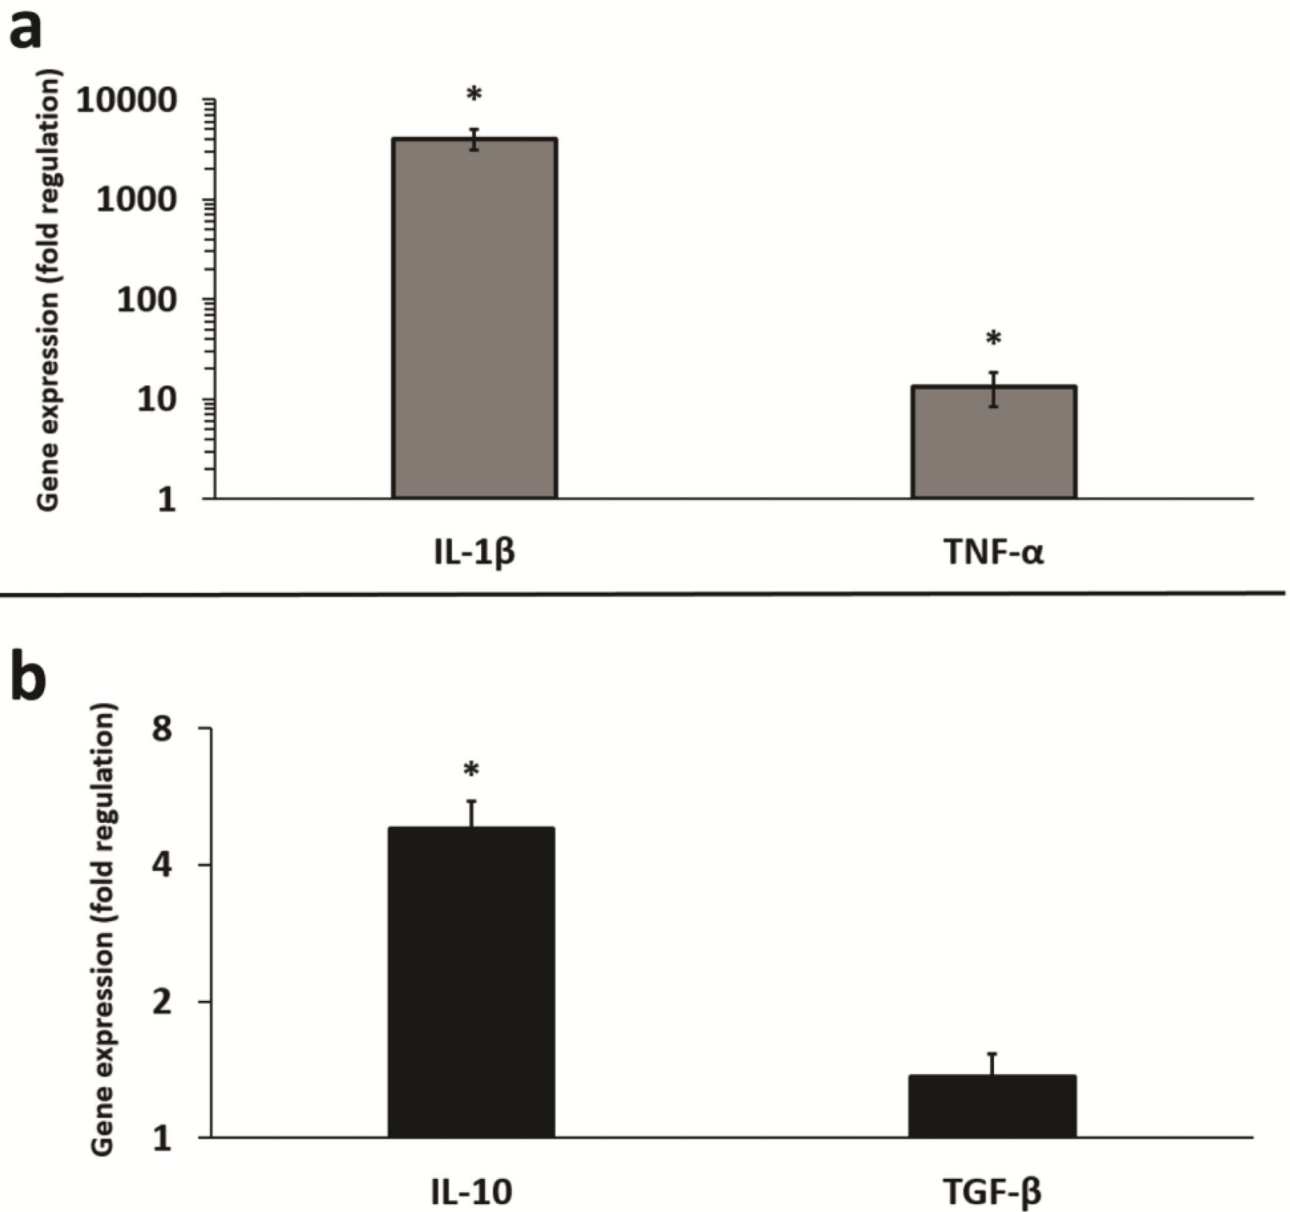 a
Gene expression (fold regulation)
10000
1000
100
10
1
*
*
IL-1β
TNF-α
b
Gene expression (fold regulation)
8
4
2
1
*
IL-10
TGF-β